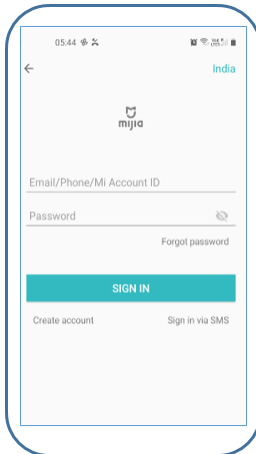 05:44
India
mijia
Email/Phone/Mi Account ID
Password
Forgot password
SIGN IN
Create account
Sign in via SMS